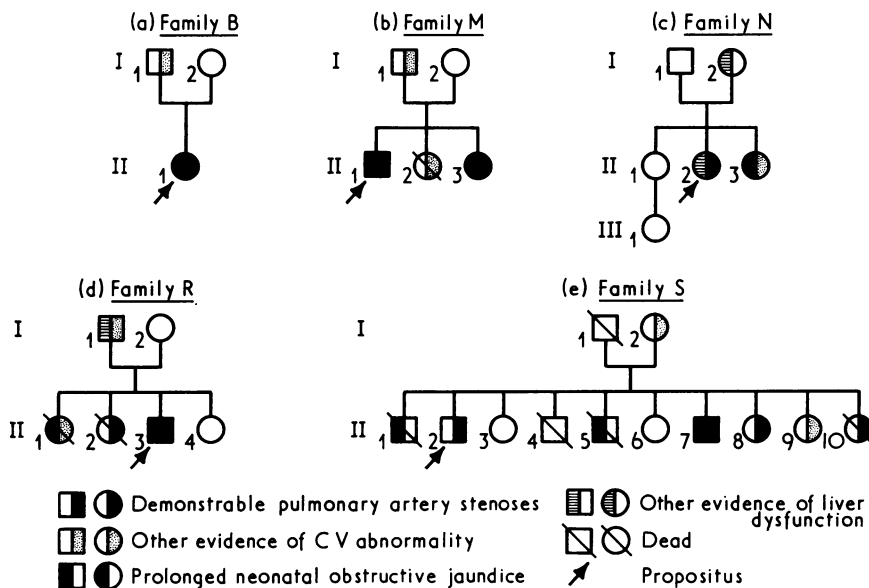 (a) Family B
(b) Family M
(c) Family N
I 1 2
I 1 2
I 1 2
II 1
II 1 2 3
II 1 2 3
III 1
(d) Family R
(e) Family S
I 1 2
I 1 2
II 1 2 3 4
II 1 2 3 4 5 6 7 8 9 10
Demonstrable pulmonary artery stenoses
Other evidence of CV abnormality
Prolonged neonatal obstructive jaundice
Other evidence of liver
dysfunction
Dead
Propositus